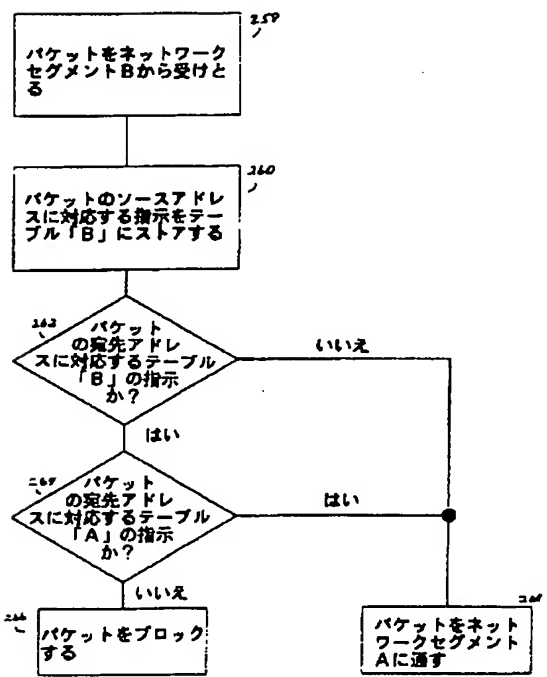 258
パケットをネットワーク
セグメントBから受けと
る
260
パケットのソースアドレ
スに対応する指示をテー
ブル「B」にストアする
262
パケット
の宛先アドレ
スに対応するテーブル
「B」の指示
か？
いいえ
はい
264
パケット
の宛先アドレ
スに対応するテーブル
「A」の指示
か？
はい
いいえ
266
パケットをブロック
する
268
パケットをネット
ワークセグメント
Aに通す